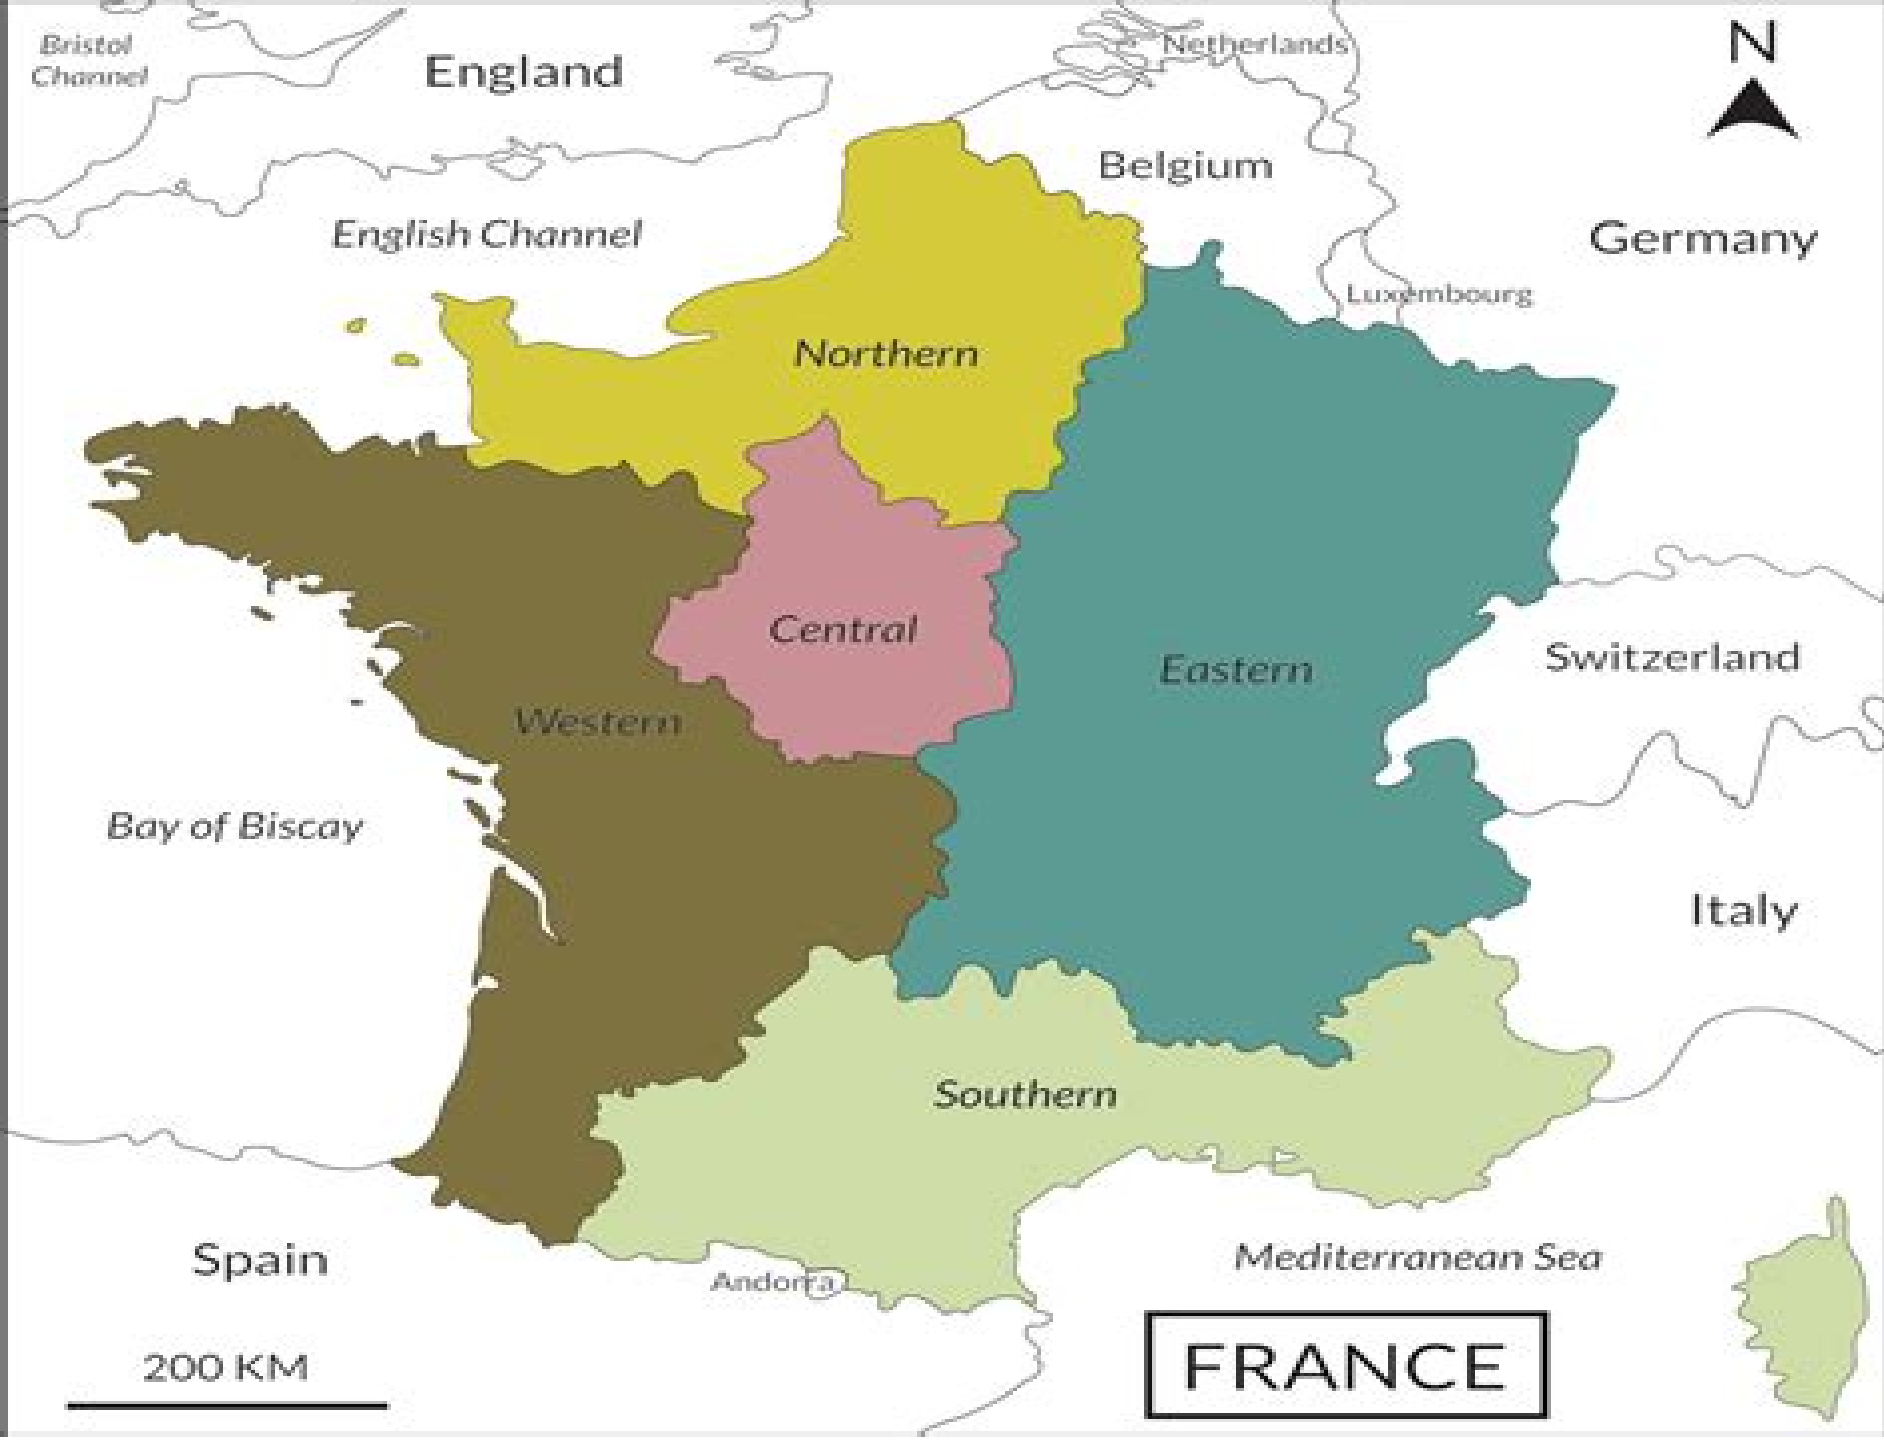 Bristol
Channel
England
Netherlands
N
Belgium
English Channel
Germany
Luxembourg
Northern
Central
Eastern
Switzerland
Western
Bay of Biscay
Italy
Southern
Spain
Andorra
Mediterranean Sea
200 KM
FRANCE